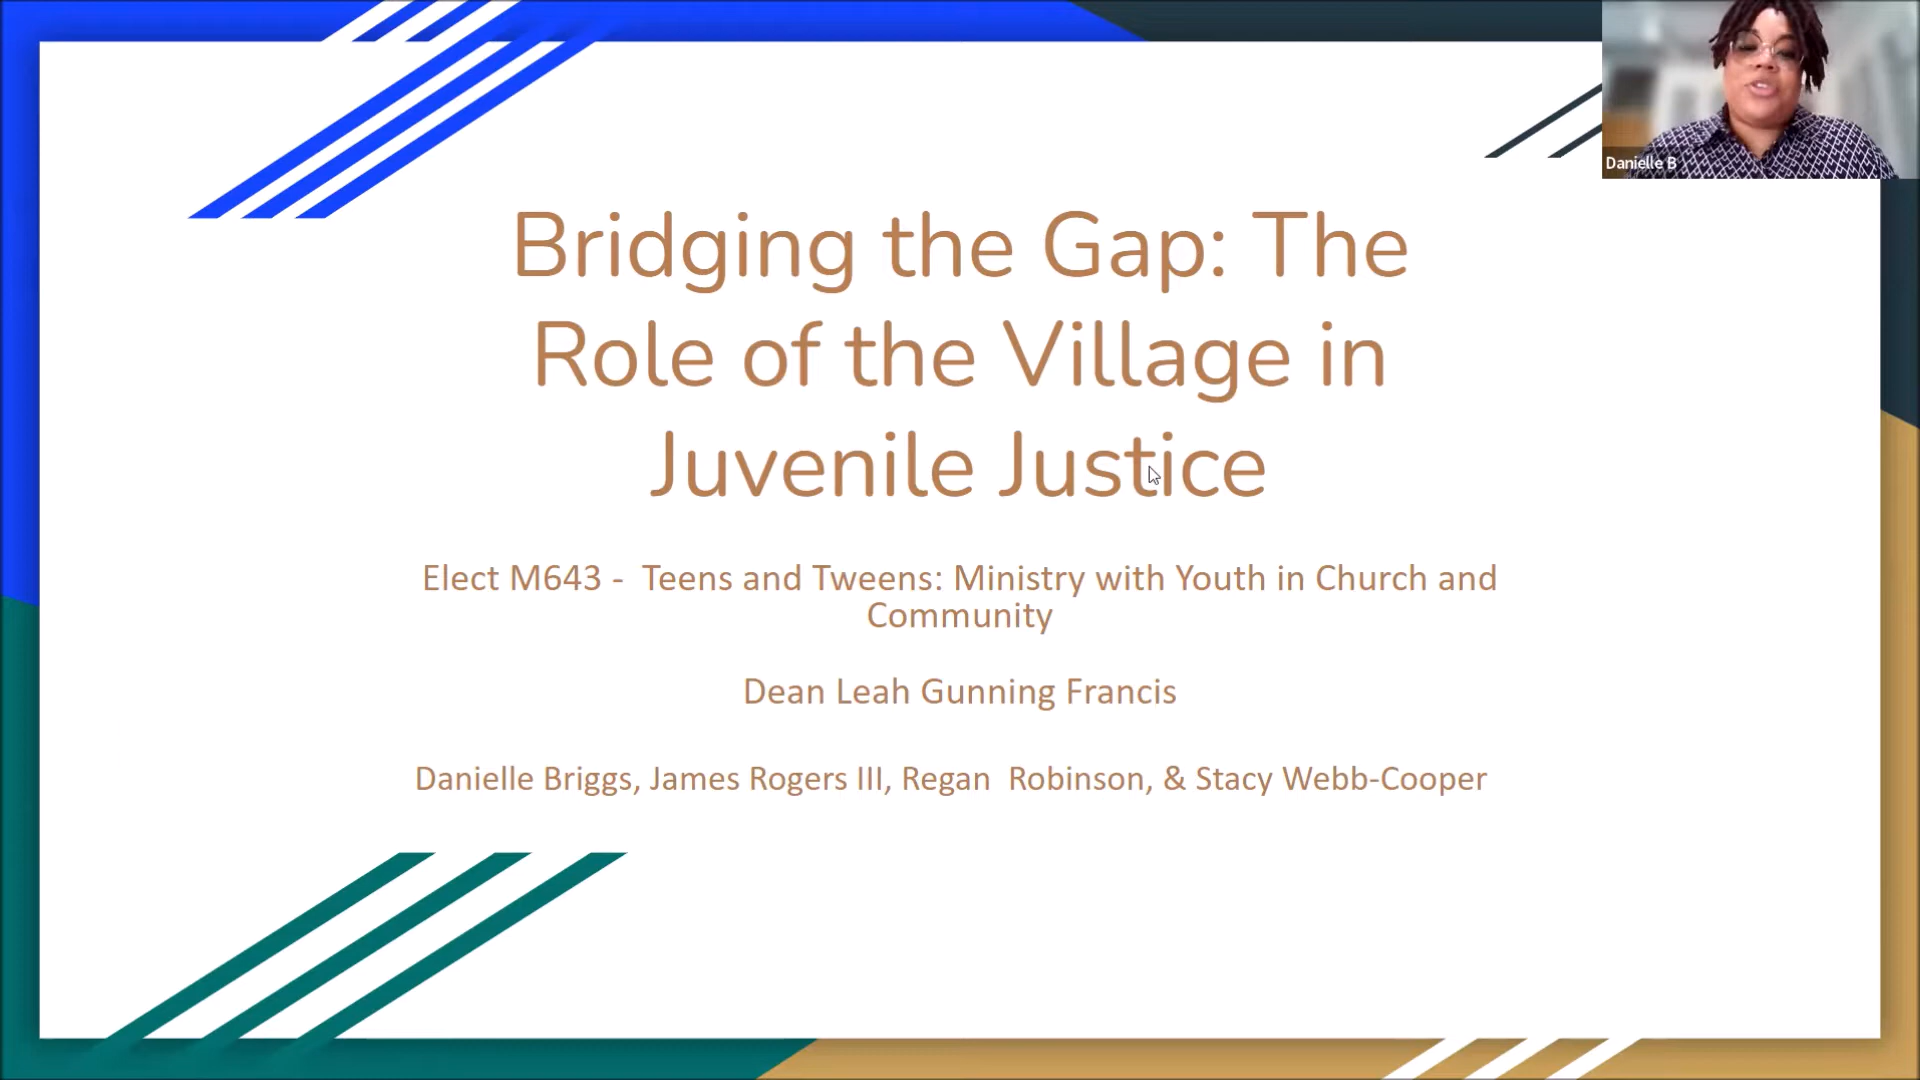 Bridging the Gap: The
Role of the Village in
Juvenile Justice
Elect M643 -  Teens and Tweens: Ministry with Youth in Church and
Community
Dean Leah Gunning Francis
Danielle Briggs, James Rogers III, Regan  Robinson, & Stacy Webb-Cooper
Danielle B